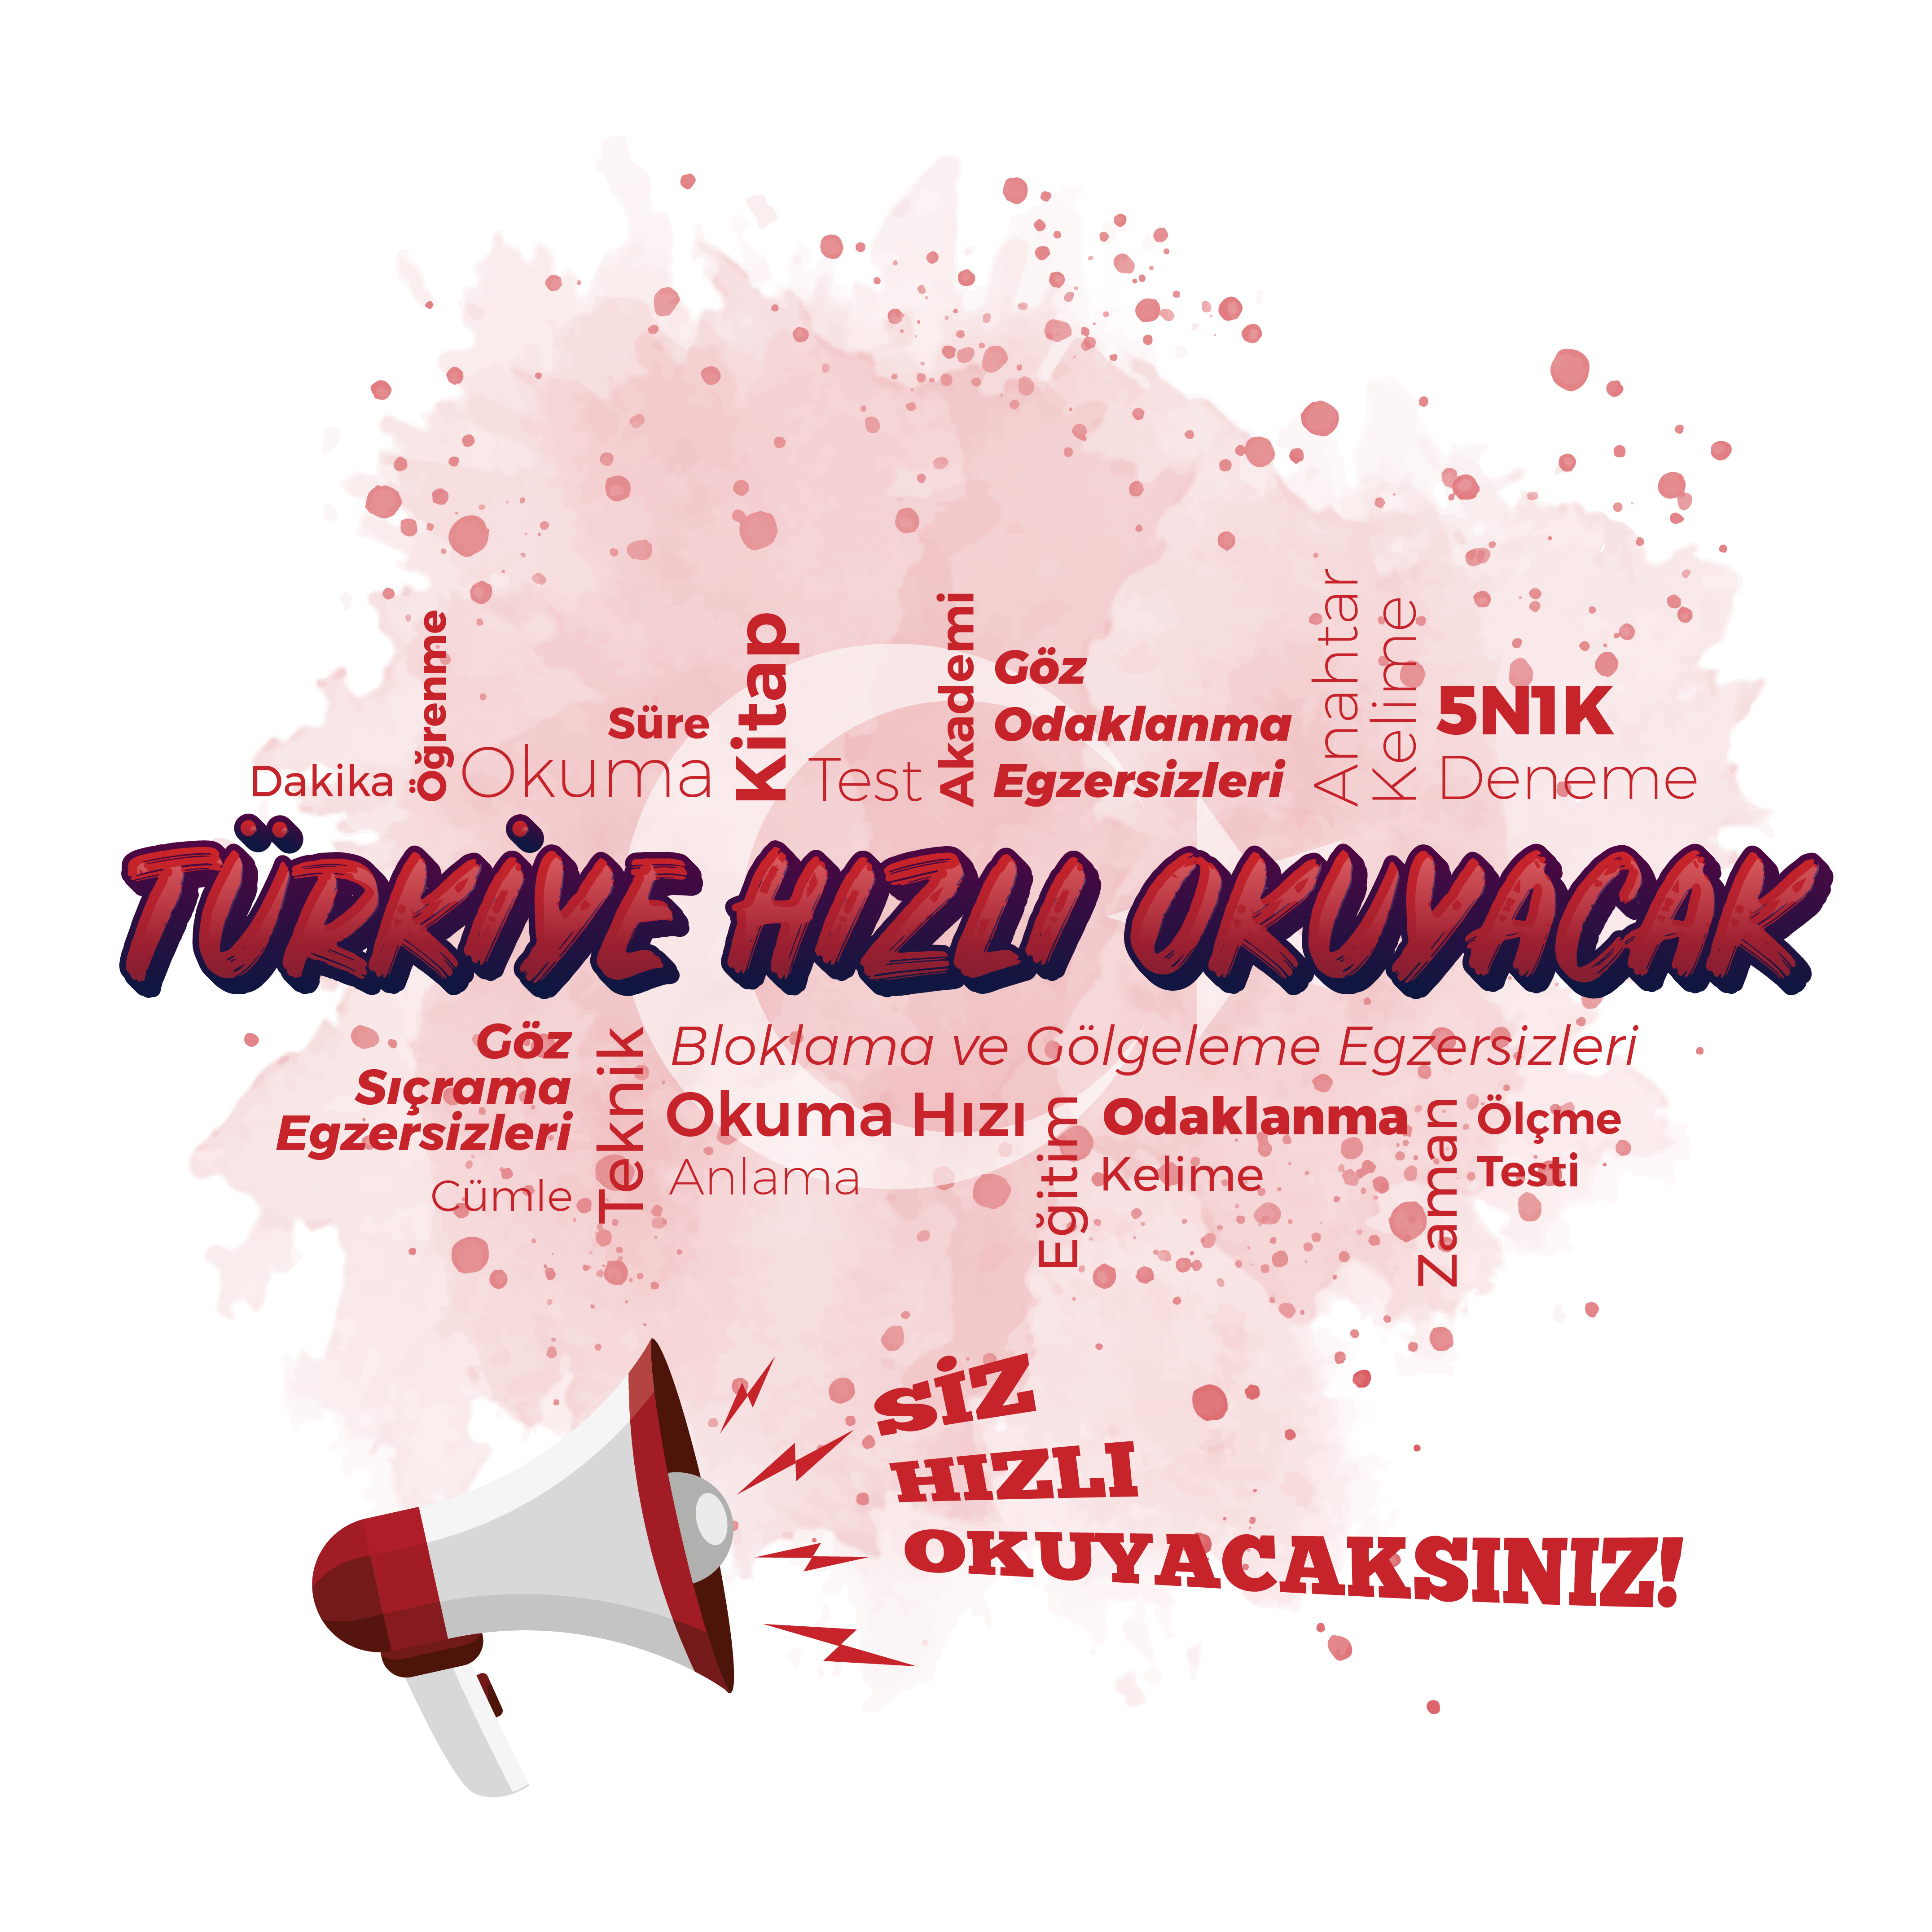 Dakika
Öğrenme
Süre
Okuma
Kitap
Test
Akademi
Göz
Odaklanma
Egzersizleri
Anahtar
Kelime
5N1K
Deneme
TÜRKİYE HIZLI OKUYACAK
Göz
Sıçrama
Egzersizleri
Cümle
Teknik
Bloklama ve Gölgeleme Egzersizleri
Okuma Hızı
Anlama
Eğitim
Odaklanma
Kelime
Zaman
Ölçme
Testi
SİZ
HIZLI
OKUYACAKSINIZ!